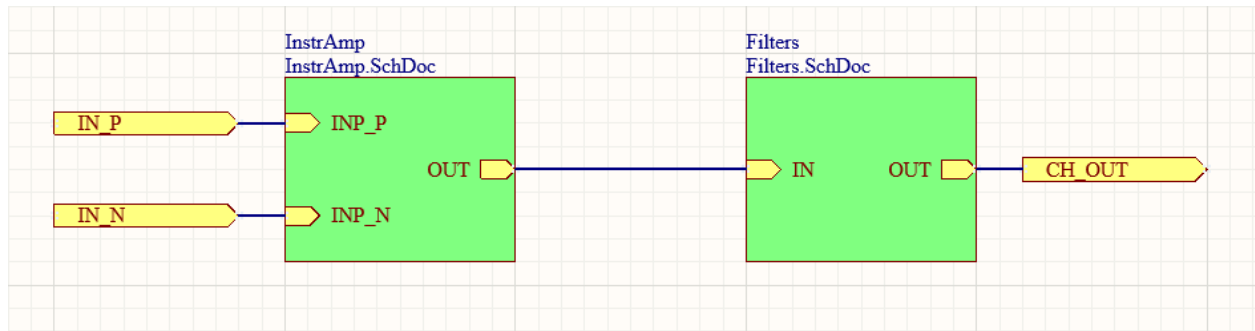 InstrAmp
InstrAmp.SchDoc
IN_P
INP_P
OUT
IN_N
INP_N
Filters
Filters.SchDoc
IN
OUT
CH_OUT